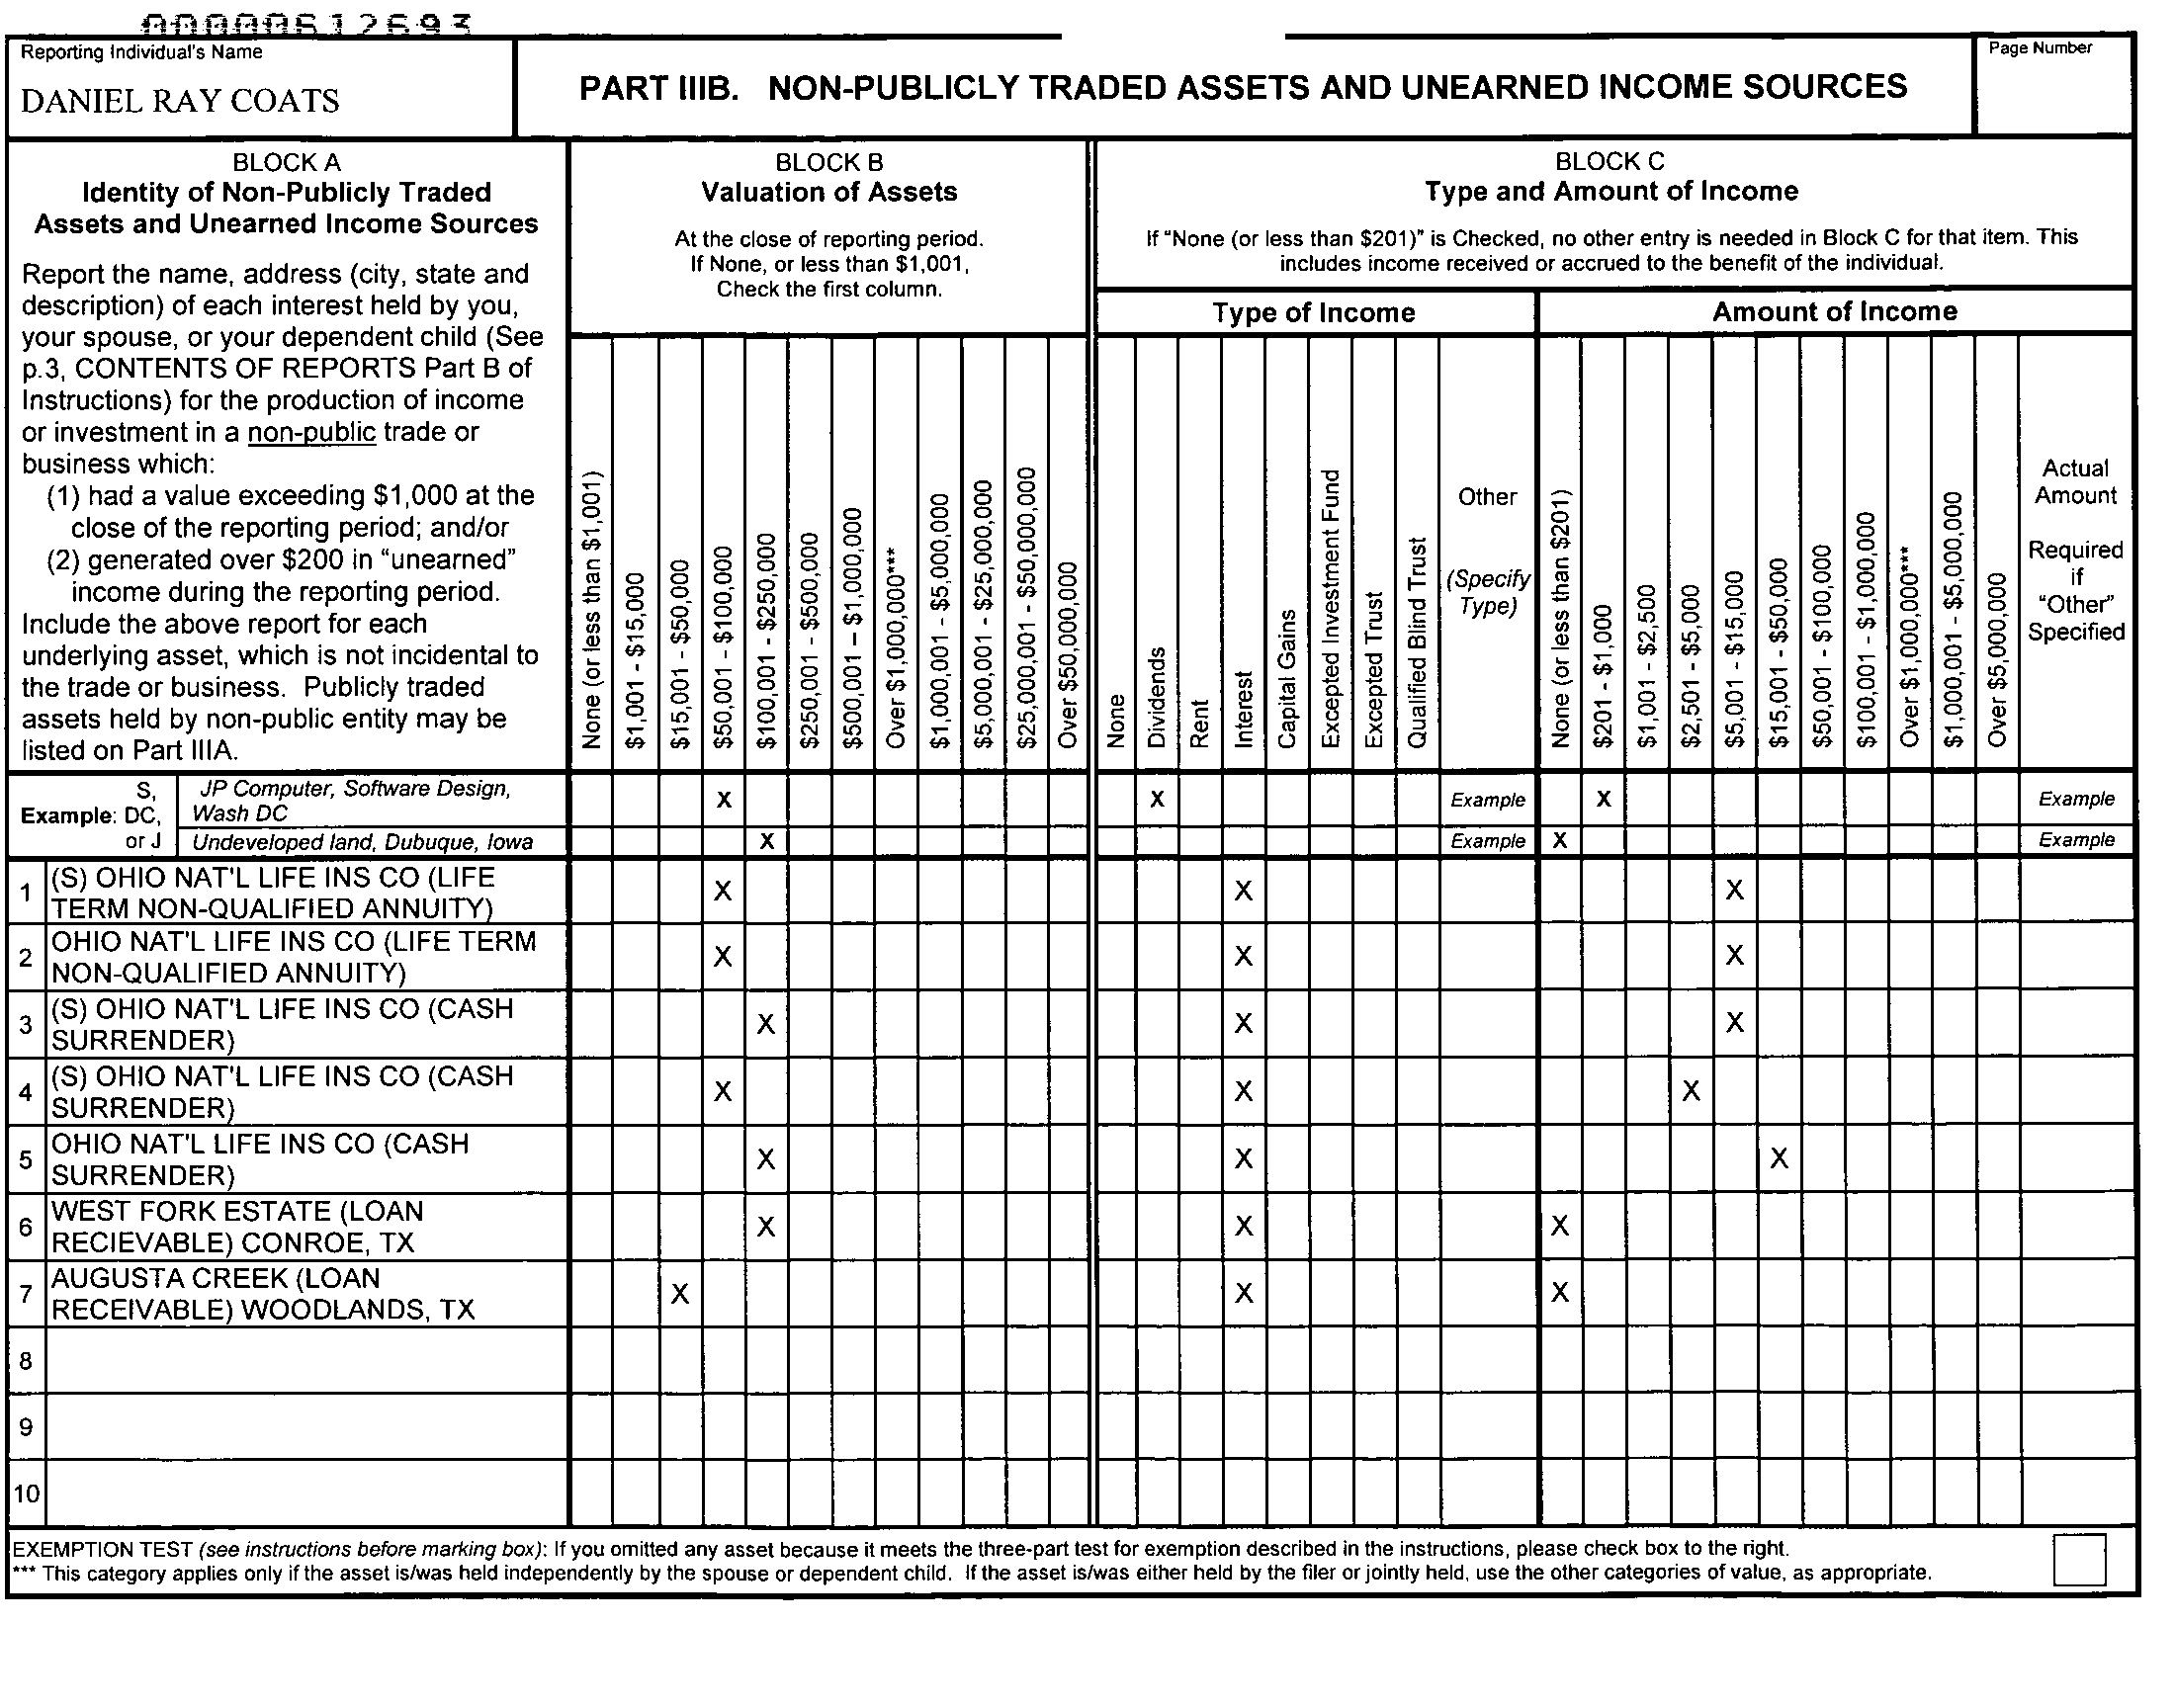 00000612693
Reporting Individual's Name
DANIEL RAY COATS
PART IIIB. NON-PUBLICLY TRADED ASSETS AND UNEARNED INCOME SOURCES
Page Number
BLOCK A
Identity of Non-Publicly Traded
Assets and Unearned Income Sources
Report the name, address (city, state and
description) of each interest held by you,
your spouse, or your dependent child (See
p.3, CONTENTS OF REPORTS Part B of
Instructions) for the production of income
or investment in a non-public trade or
business which:
(1) had a value exceeding $1,000 at the
close of the reporting period; and/or
(2) generated over $200 in “unearned”
income during the reporting period.
Include the above report for each
underlying asset, which is not incidental to
the trade or business. Publicly traded
assets held by non-public entity may be
listed on Part IIIA.
BLOCK B
Valuation of Assets
At the close of reporting period.
If None, or less than $1,001,
Check the first column.
None (or less than $1,001)
$1,001 - $15,000
$15,001 - $50,000
$50,001 - $100,000
$100,001 - $250,000
$250,001 - $500,000
$500,001 – $1,000,000
Over $1,000,000***
$1,000,001 - $5,000,000
$5,000,001 - $25,000,000
$25,000,001 - $50,000,000
Over $50,000,000
BLOCK C
Type and Amount of Income
If “None (or less than $201)” is Checked, no other entry is needed in Block C for that item. This
includes income received or accrued to the benefit of the individual.
Type of Income
None
Dividends
Rent
Interest
Capital Gains
Excepted Investment Fund
Excepted Trust
Qualified Blind Trust
Other
(Specify
Type)
Amount of Income
None (or less than $201)
$201 - $1,000
$1,001 - $2,500
$2,501 - $5,000
$5,001 - $15,000
$15,001 - $50,000
$50,001 - $100,000
$100,001 - $1,000,000
Over $1,000,000***
$1,000,001 - $5,000,000
Over $5,000,000
Actual
Amount
Required
if
“Other”
Specified
S,
Example: DC,
or J
JP Computer, Software Design,
Wash DC
X X Example X Example
Undeveloped land, Dubuque, Iowa X Example X Example
1 (S) OHIO NAT'L LIFE INS CO (LIFE
TERM NON-QUALIFIED ANNUITY)
X X X
2 OHIO NAT'L LIFE INS CO (LIFE TERM
NON-QUALIFIED ANNUITY)
X X X
3 (S) OHIO NAT'L LIFE INS CO (CASH
SURRENDER)
X X X
4 (S) OHIO NAT'L LIFE INS CO (CASH
SURRENDER)
X X X
5 OHIO NAT'L LIFE INS CO (CASH
SURRENDER)
X X X
6 WEST FORK ESTATE (LOAN
RECIEVABLE) CONROE, TX
X X X
7 AUGUSTA CREEK (LOAN
RECEIVABLE) WOODLANDS, TX
X X X
8
9
10
EXEMPTION TEST (see instructions before marking box): If you omitted any asset because it meets the three-part test for exemption described in the instructions, please check box to the right.
*** This category applies only if the asset is/was held independently by the spouse or dependent child. If the asset is/was either held by the filer or jointly held, use the other categories of value, as appropriate.